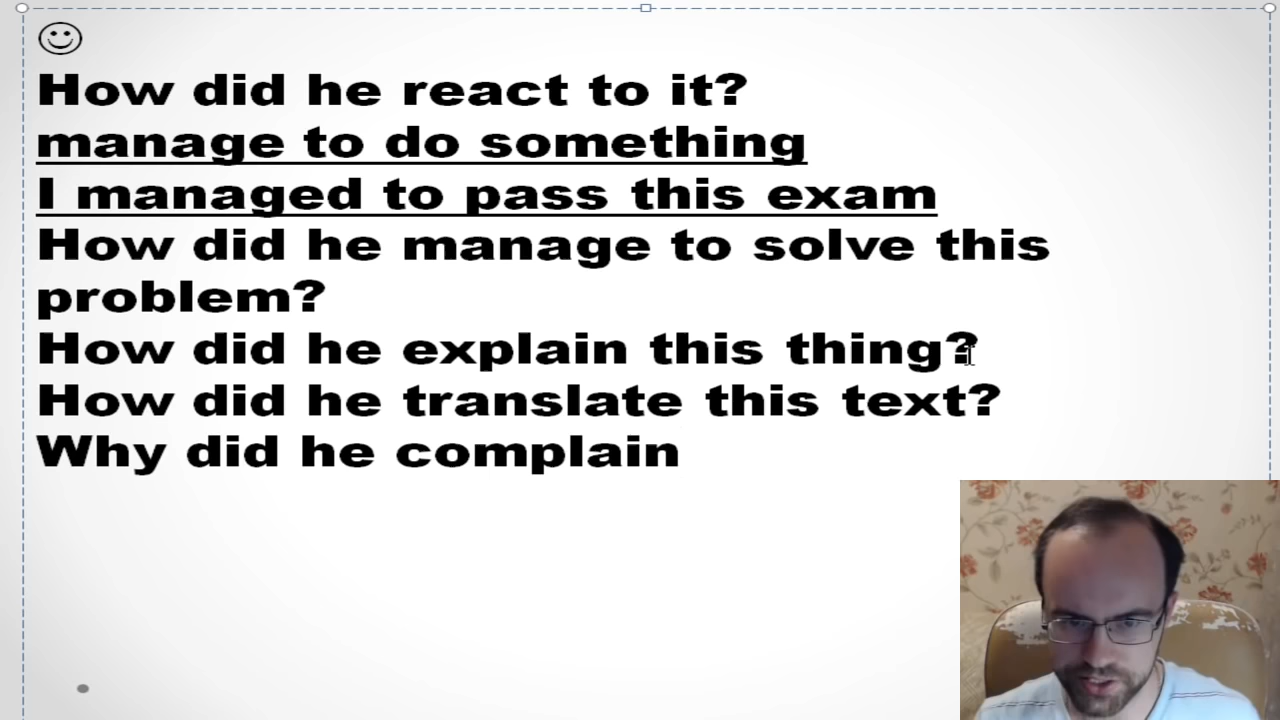 How did he react to it?
manage to do something
I managed to pass this exam
How did he manage to solve this
problem?
How did he explain this thing?
How did he translate this text?
Why did he complain